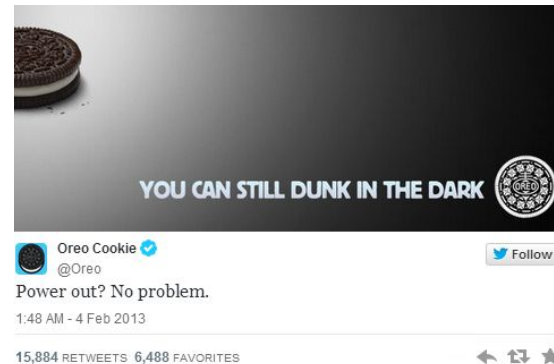 YOU CAN STILL DUNK IN THE DARK
OREO
Oreo Cookie
@Oreo
Follow
Power out? No problem.
1:48 AM - 4 Feb 2013
15,884 RETWEETS 6,488 FAVORITES